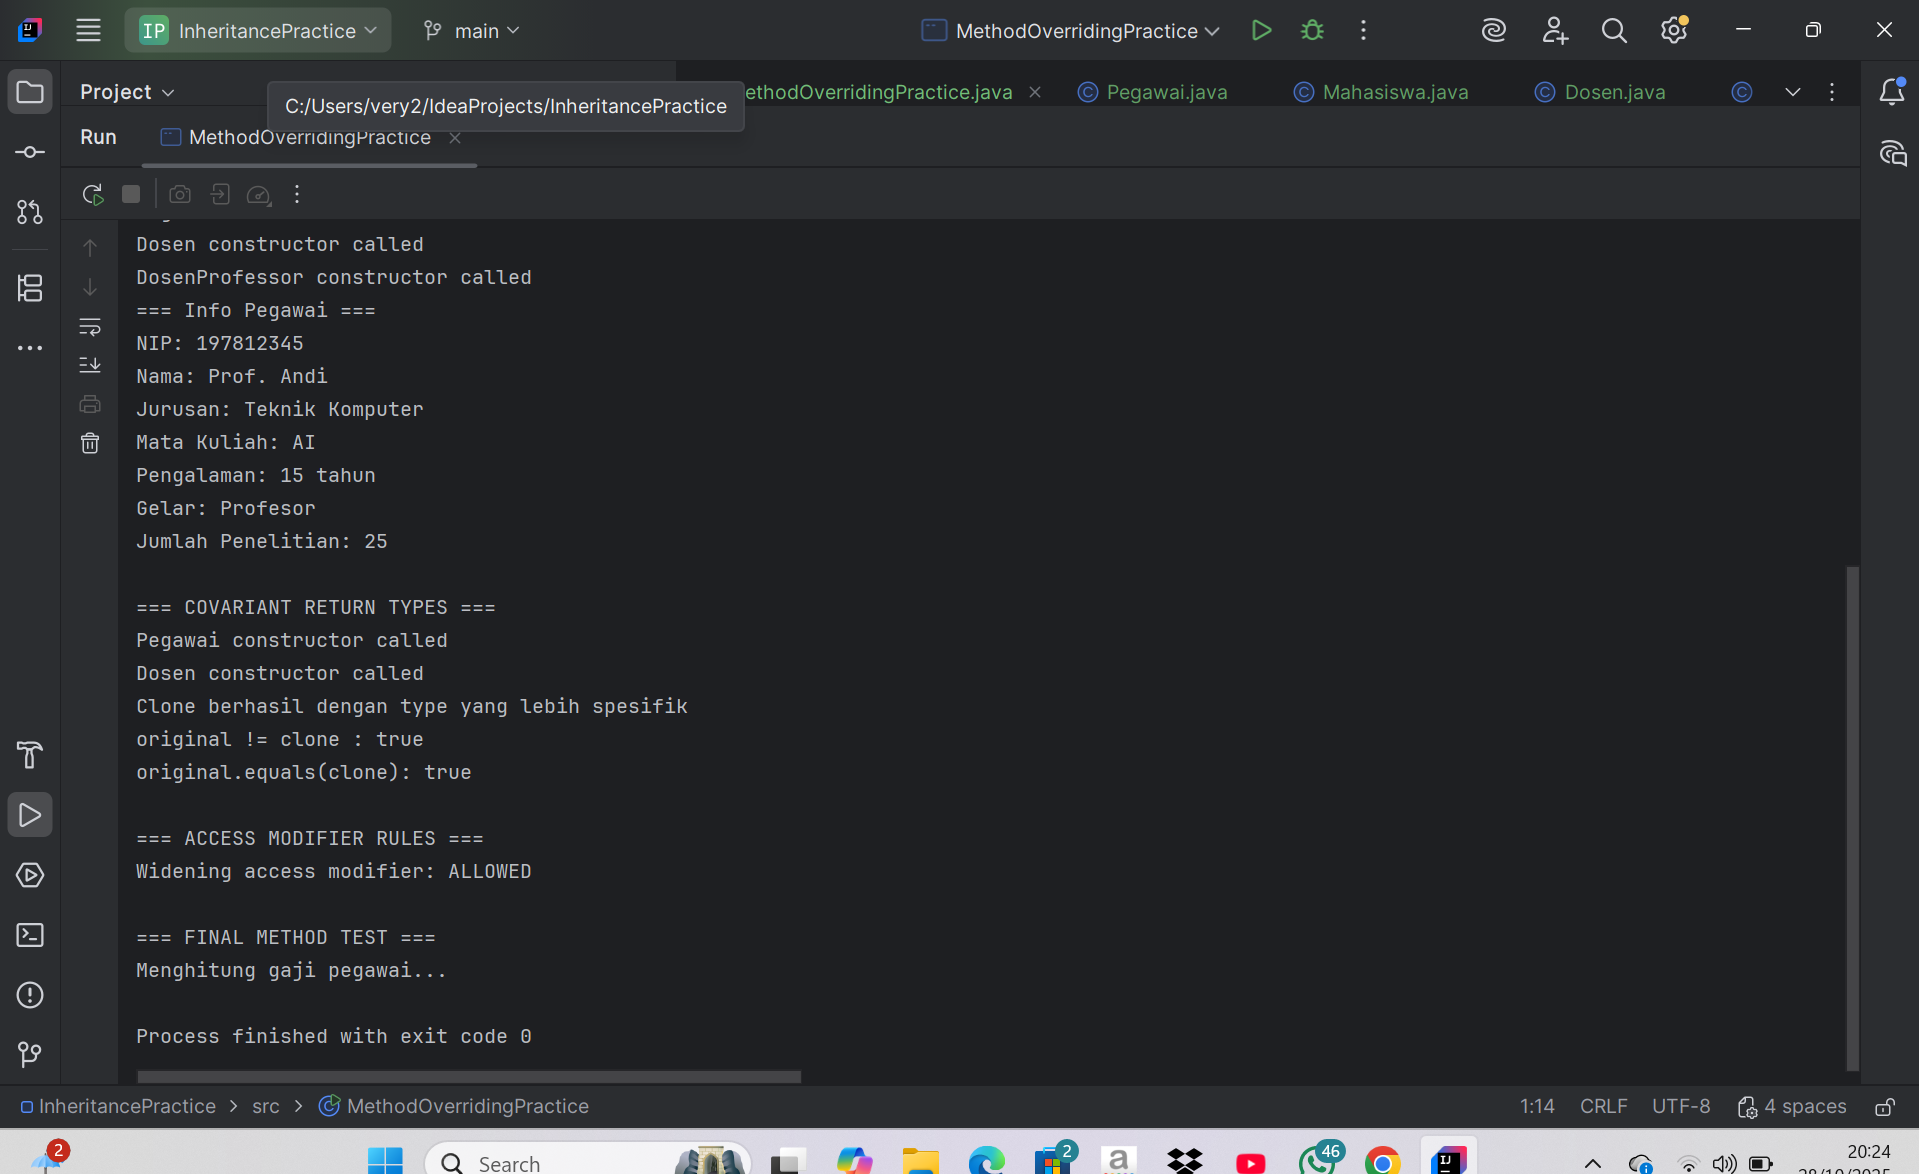 IP InheritancePractice main MethodOverridingPractice
Project ethodOverridingPractice.java Pegawai.java Mahasiswa.java Dosen.java
C:/Users/very2/IdeaProjects/InheritancePractice
Run MethodOverridingPractice
Dosen constructor called
DosenProfessor constructor called
=== Info Pegawai ===
NIP: 197812345
Nama: Prof. Andi
Jurusan: Teknik Komputer
Mata Kuliah: AI
Pengalaman: 15 tahun
Gelar: Profesor
Jumlah Penelitian: 25
=== COVARIANT RETURN TYPES ===
Pegawai constructor called
Dosen constructor called
Clone berhasil dengan type yang lebih spesifik
original != clone : true
original.equals(clone): true
=== ACCESS MODIFIER RULES ===
Widening access modifier: ALLOWED
=== FINAL METHOD TEST ===
Menghitung gaji pegawai...
Process finished with exit code 0
InheritancePractice > src > MethodOverridingPractice 1:14 CRLF UTF-8 4 spaces
2 Search 2 a 46 20:24